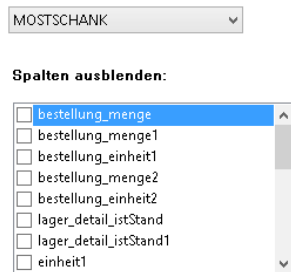 MOSTSCHANK
Spalten ausblenden:
bestellung_menge
bestellung_menge1
bestellung_einheit1
bestellung_menge2
bestellung_einheit2
lager_detail_istStand
lager_detail_istStand1
einheit1